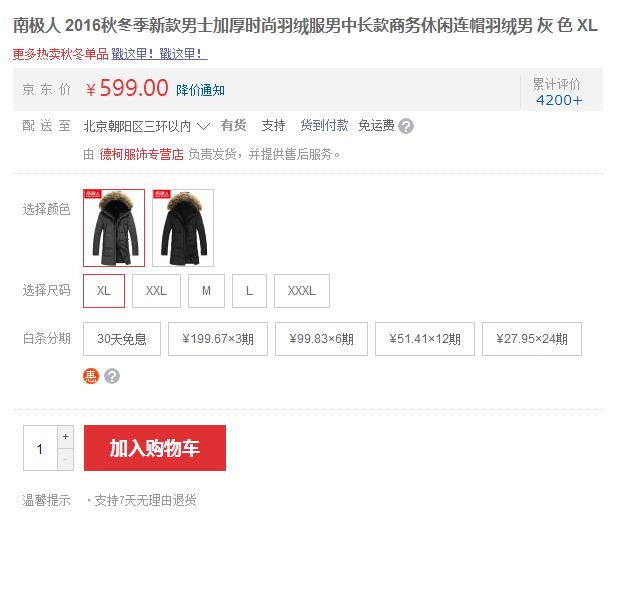 南极人 2016秋冬季新款男士加厚时尚羽绒服男中长款商务休闲连帽羽绒男 灰 色 XL
更多热卖秋冬单品 戳这里！戳这里！
京 东 价 ￥599.00 降价通知 累计评价
4200+
配 送 至 北京朝阳区三环以内 有货 支持 货到付款 免运费 ?
由 德柯服饰专营店 负责发货，并提供售后服务。
选择颜色 南极人 南极人
选择尺码 XL XXL M L XXXL
白条分期 30天免息 ¥199.67×3期 ¥99.83×6期 ¥51.41×12期 ¥27.95×24期
惠 ?
1 + - 加入购物车
温馨提示 ·支持7天无理由退货